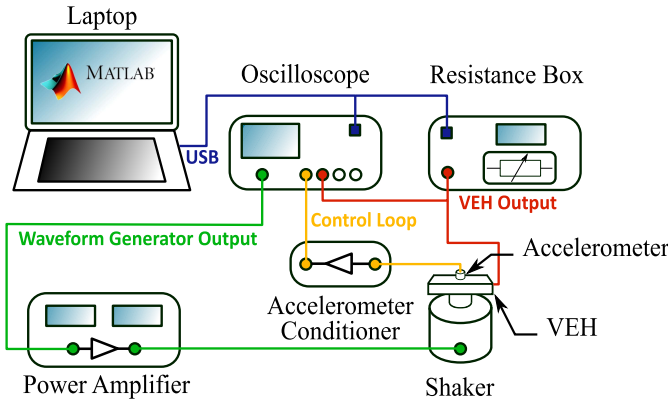 Laptop
MATLAB
Oscilloscope
Resistance Box
USB
VEH Output
Control Loop
Waveform Generator Output
Accelerometer
Accelerometer
Conditioner
VEH
Power Amplifier
Shaker